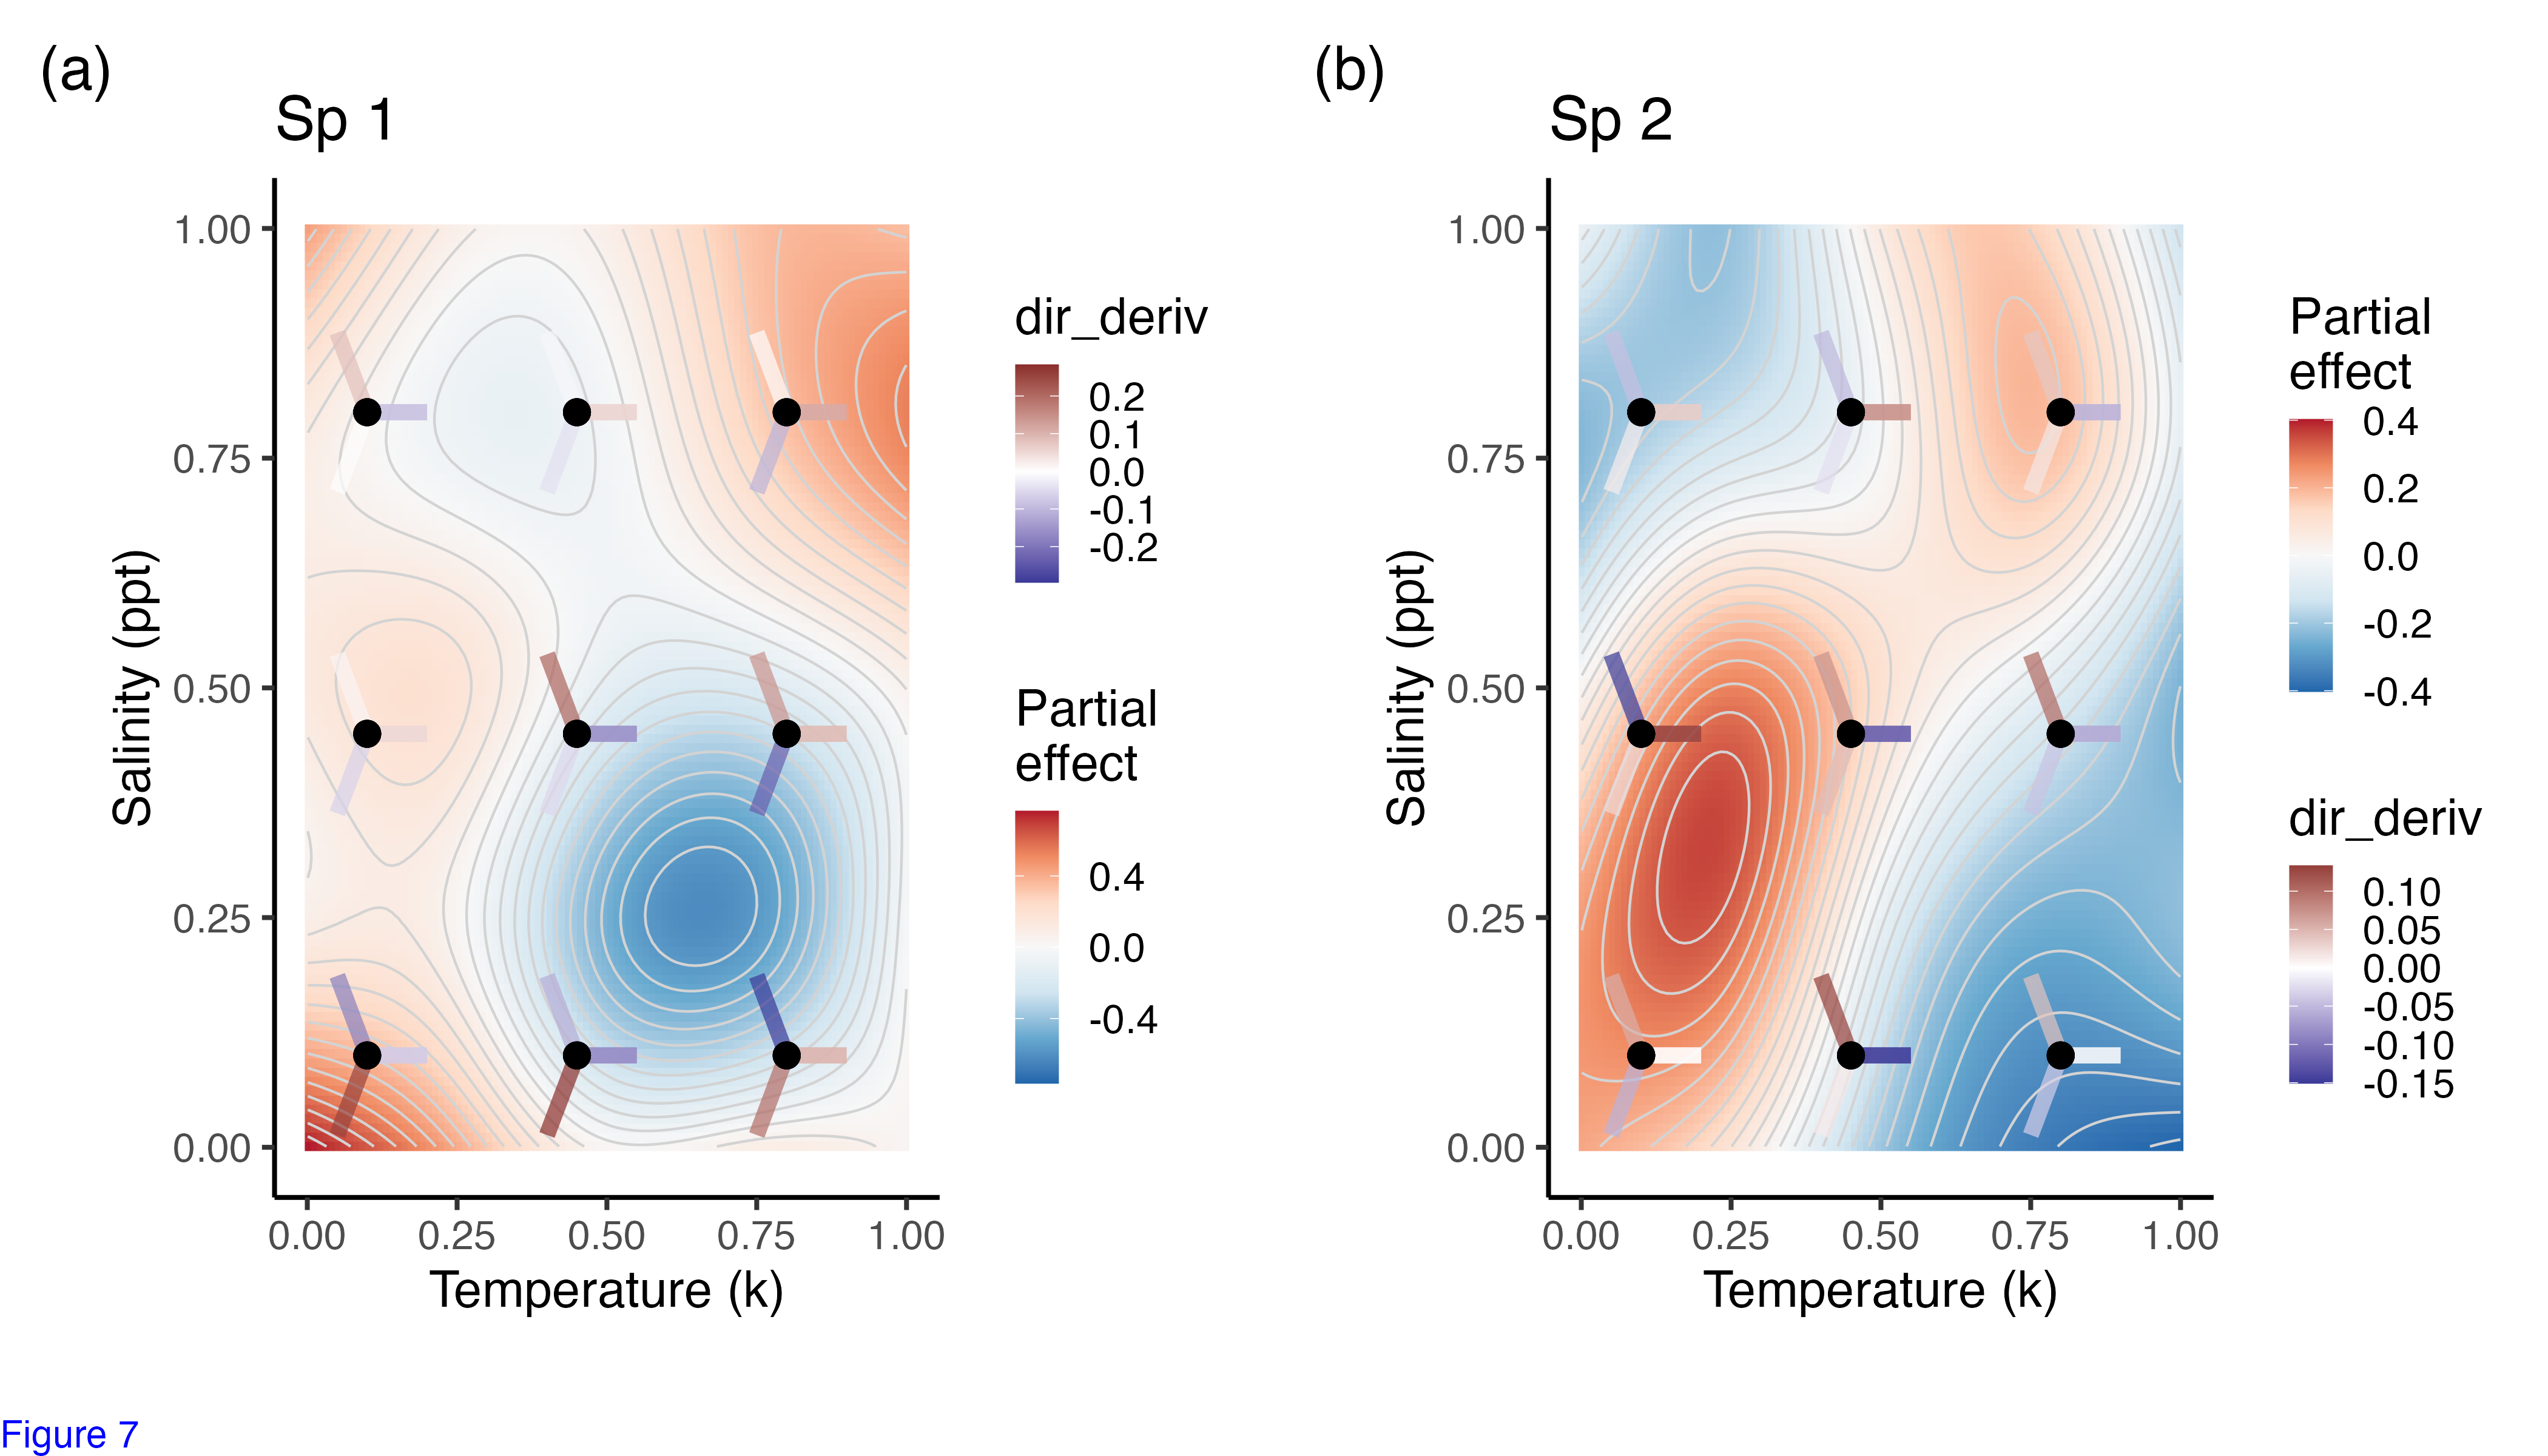 (a)
Sp 1
1.00
0.75
0.50
0.25
0.00
Salinity (ppt)
0.00 0.25 0.50 0.75 1.00
Temperature (k)
dir_deriv
0.2
0.1
0.0
-0.1
-0.2
Partial
effect
0.4
0.0
-0.4
(b)
Sp 2
1.00
0.75
0.50
0.25
0.00
Salinity (ppt)
0.00 0.25 0.50 0.75 1.00
Temperature (k)
Partial
effect
0.4
0.2
0.0
-0.2
-0.4
dir_deriv
0.10
0.05
0.00
-0.05
-0.10
-0.15
Figure 7